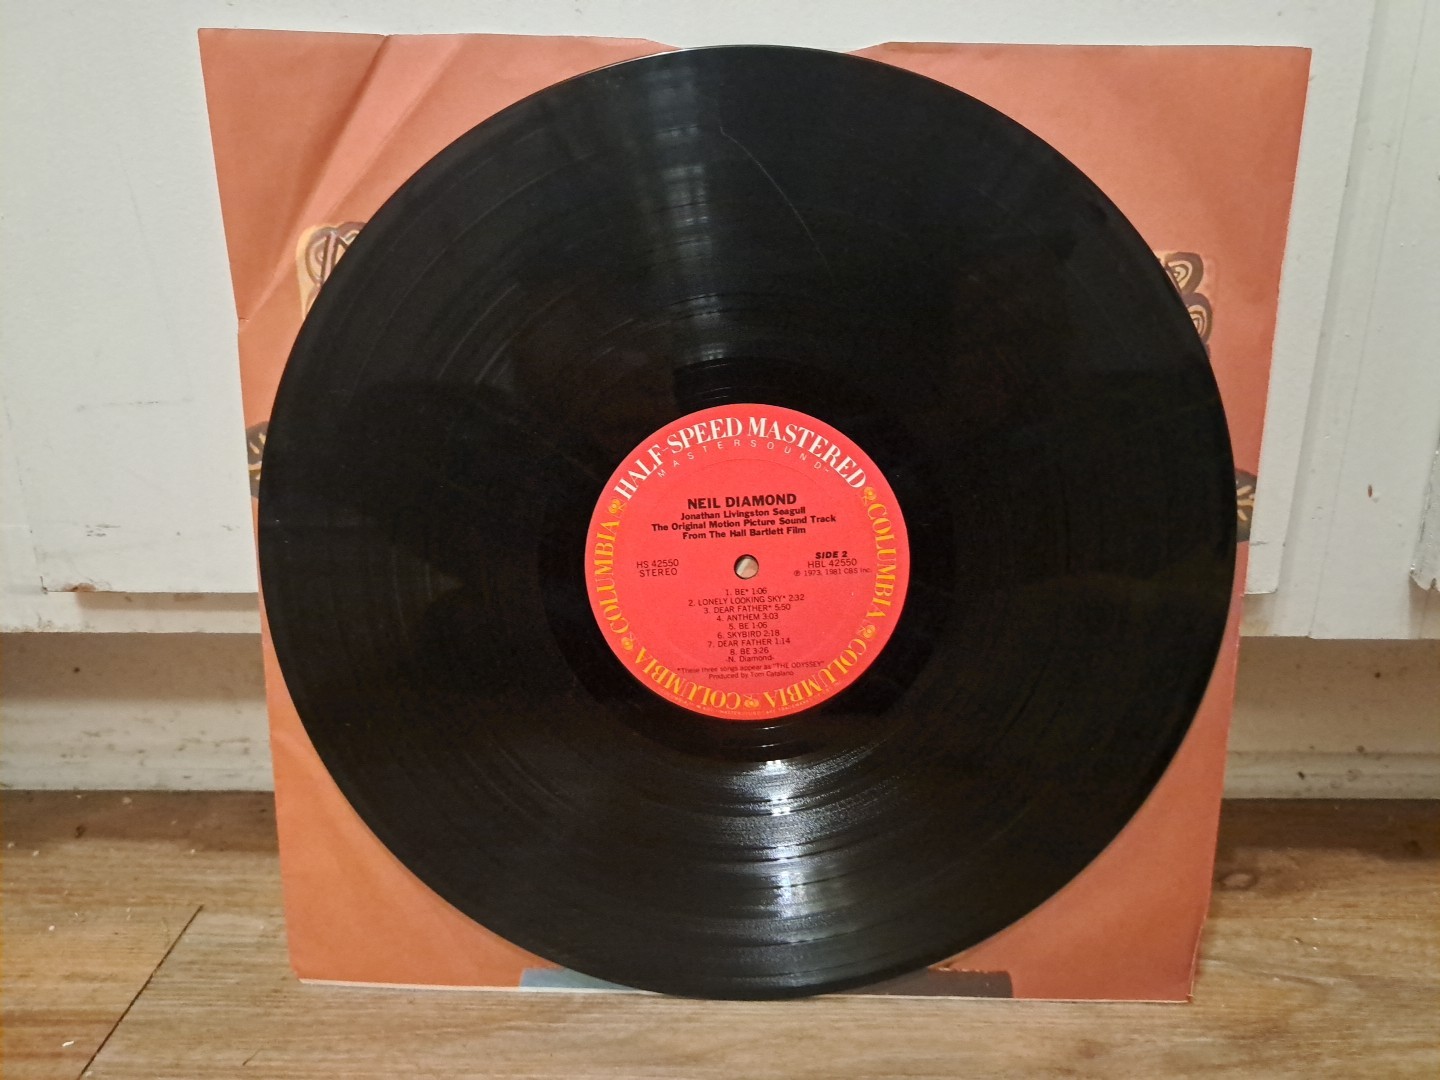 HALF-SPEED MASTERED
MASTERSOUND
COLUMBIA COLUMBIA COLUMBIA COLUMBIA
NEIL DIAMOND
Jonathan Livingston Seagull
The Original Motion Picture Sound Track
From The Hall Bartlett Film
HS 42550
STEREO
SIDE 2
HBL 42550
℗ 1973, 1981 CBS Inc.
1. BE* 1:06
2. LONELY LOOKING SKY* 2:32
3. DEAR FATHER* 5:50
4. ANTHEM 3:03
5. BE 1:06
6. SKYBIRD 2:18
7. DEAR FATHER 1:14
8. BE 3:26
-N. Diamond-
*These three songs appear as "THE ODYSSEY"
Produced by Tom Catalano